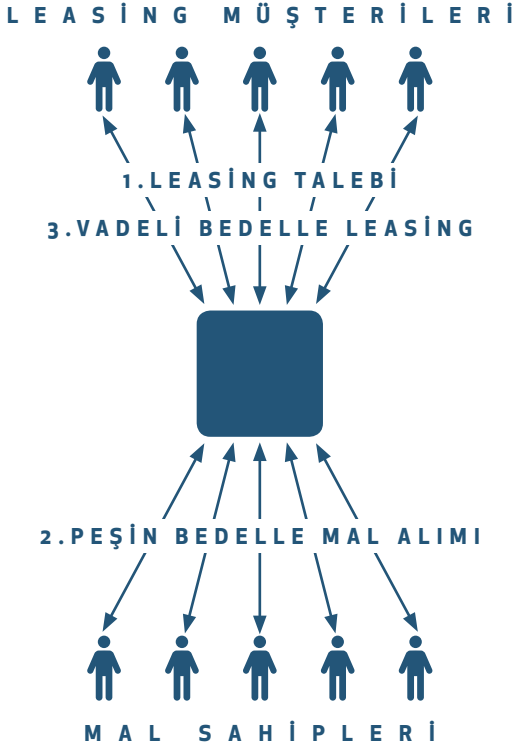 LEASİNG MÜŞTERİLERİ
1.LEASİNG TALEBİ
3.VADELİ BEDELLE LEASİNG
2.PEŞİN BEDELLE MAL ALIMI
MAL SAHİPLERİ